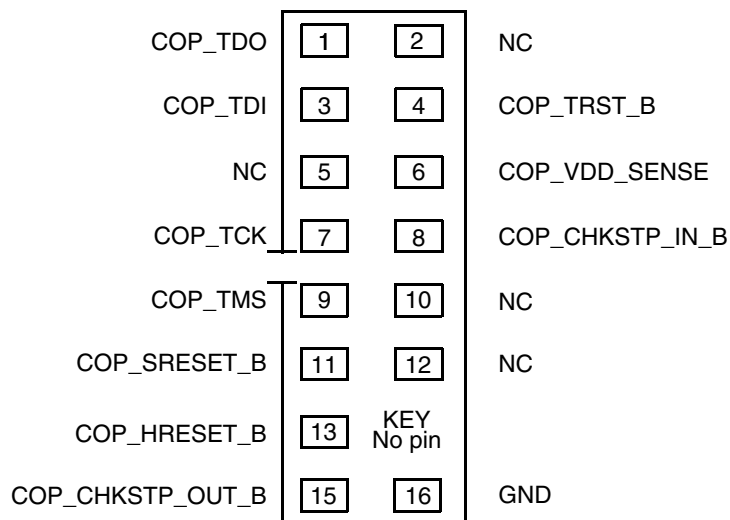 COP_TDO 1 2 NC
COP_TDI 3 4 COP_TRST_B
NC 5 6 COP_VDD_SENSE
COP_TCK 7 8 COP_CHKSTP_IN_B
COP_TMS 9 10 NC
COP_SRESET_B 11 12 NC
COP_HRESET_B 13 KEY
No pin
COP_CHKSTP_OUT_B 15 16 GND